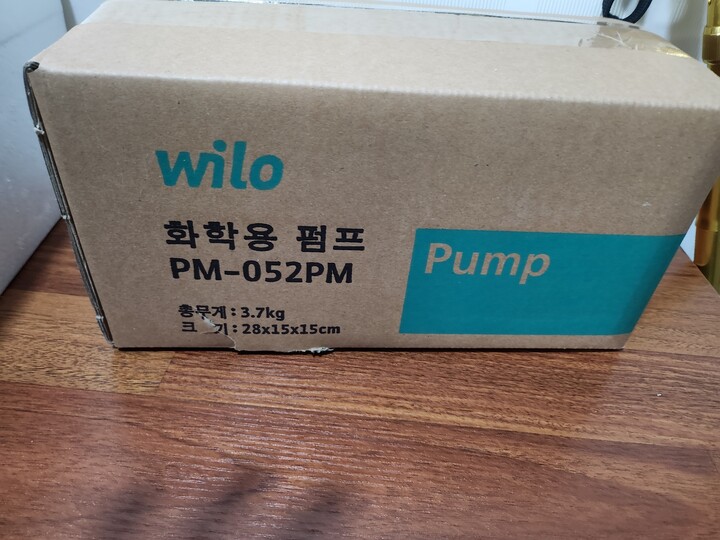 wilo
화학용 펌프
PM-052PM
Pump
총무게 : 3.7kg
크 기 : 28x15x15cm